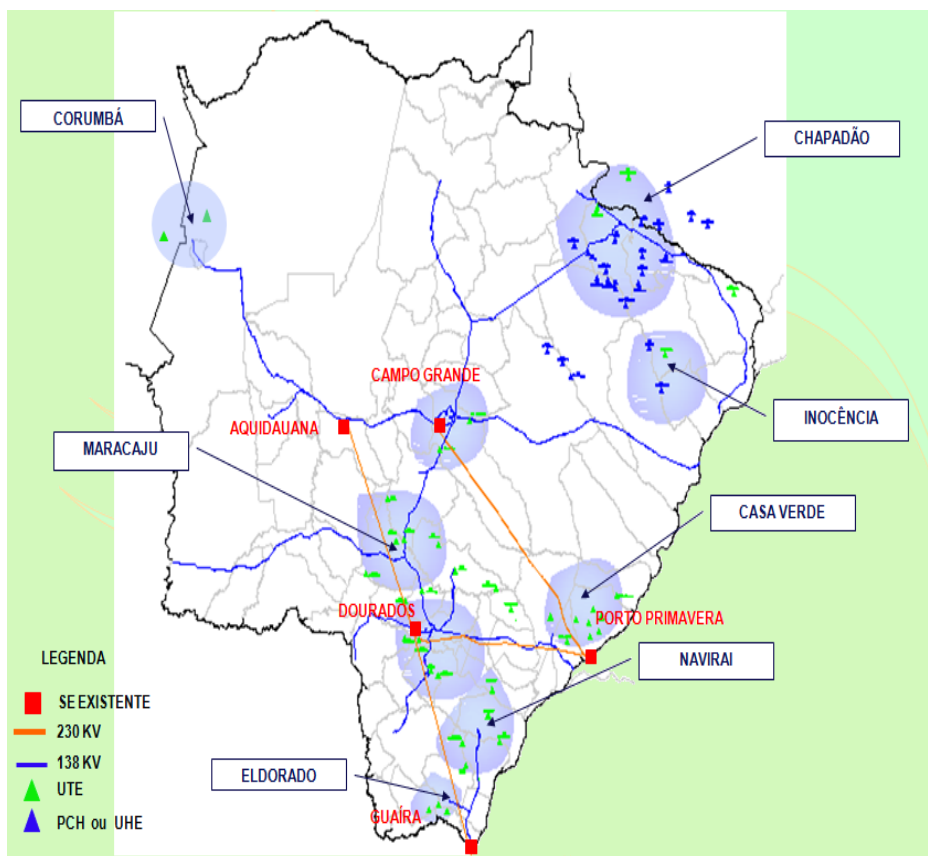 CORUMBÁ
CHAPADÃO
CAMPO GRANDE
INOCÊNCIA
AQUIDAUANA
MARACAJU
CASA VERDE
DOURADOS
PORTO PRIMAVERA
NAVIRAI
LEGENDA
SE EXISTENTE
230 KV
138 KV
UTE
PCH ou UHE
ELDORADO
GUAÍRA